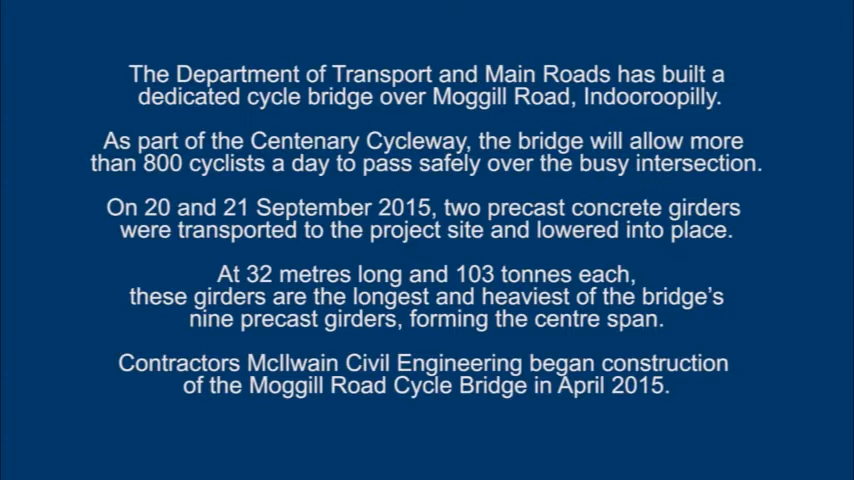 The Department of Transport and Main Roads has built a
dedicated cycle bridge over Moggill Road, Indooroopilly.
As part of the Centenary Cycleway, the bridge will allow more
than 800 cyclists a day to pass safely over the busy intersection.
On 20 and 21 September 2015, two precast concrete girders
were transported to the project site and lowered into place.
At 32 metres long and 103 tonnes each,
these girders are the longest and heaviest of the bridge's
nine precast girders, forming the centre span.
Contractors McIlwain Civil Engineering began construction
of the Moggill Road Cycle Bridge in April 2015.